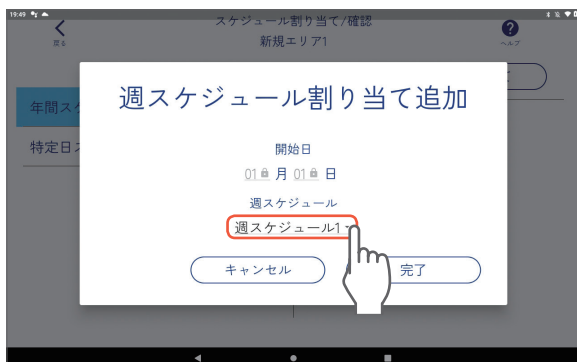 19:49
スケジュール割り当て/確認
戻る
新規エリア1
ヘルプ
年間ス
特定日ス
週スケジュール割り当て追加
開始日
01 月 01 日
週スケジュール
週スケジュール1
キャンセル
完了